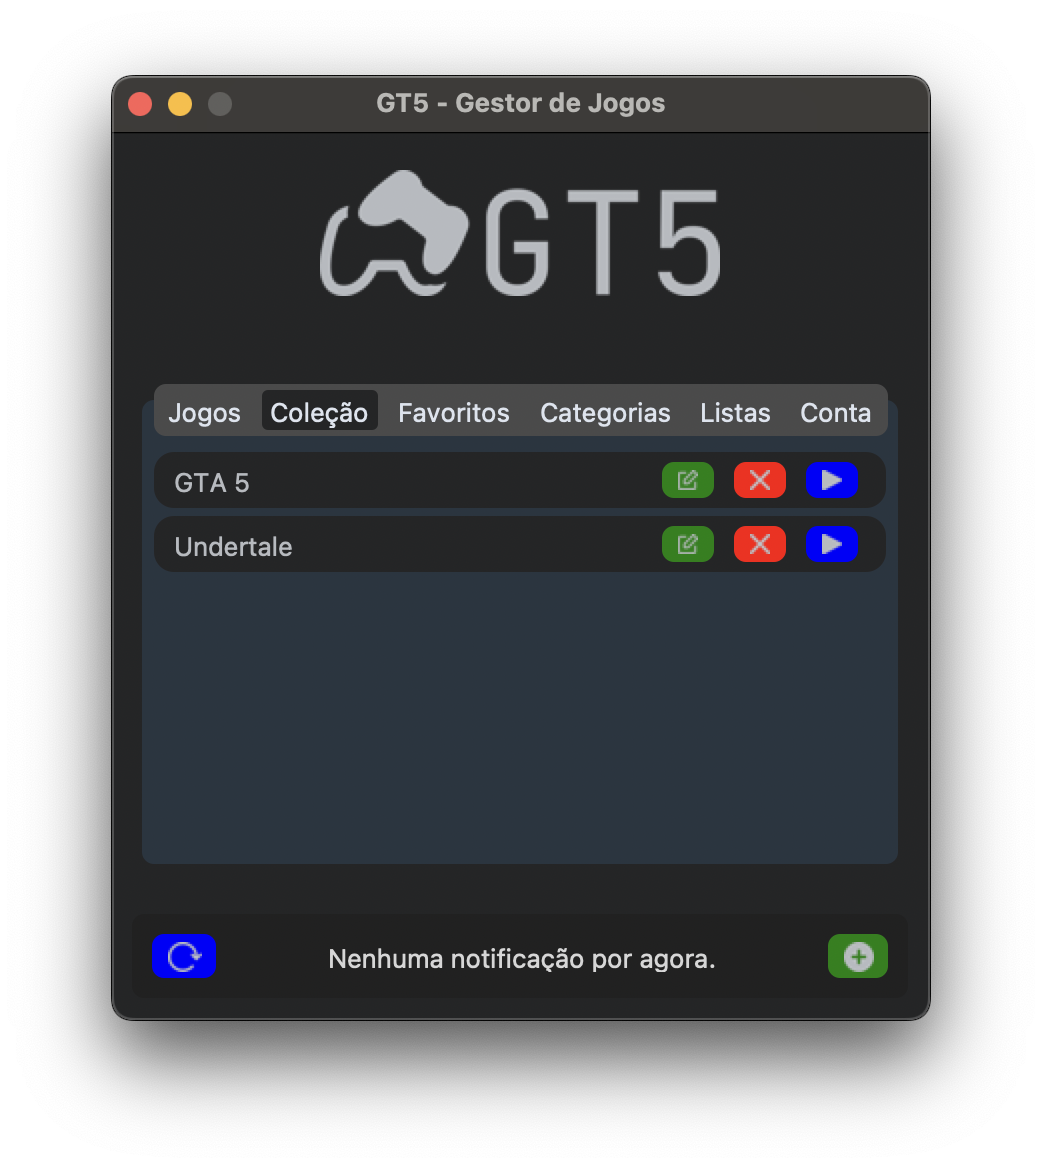 GT5 - Gestor de Jogos
GT5
Jogos Coleção Favoritos Categorias Listas Conta
GTA 5
Undertale
Nenhuma notificação por agora.